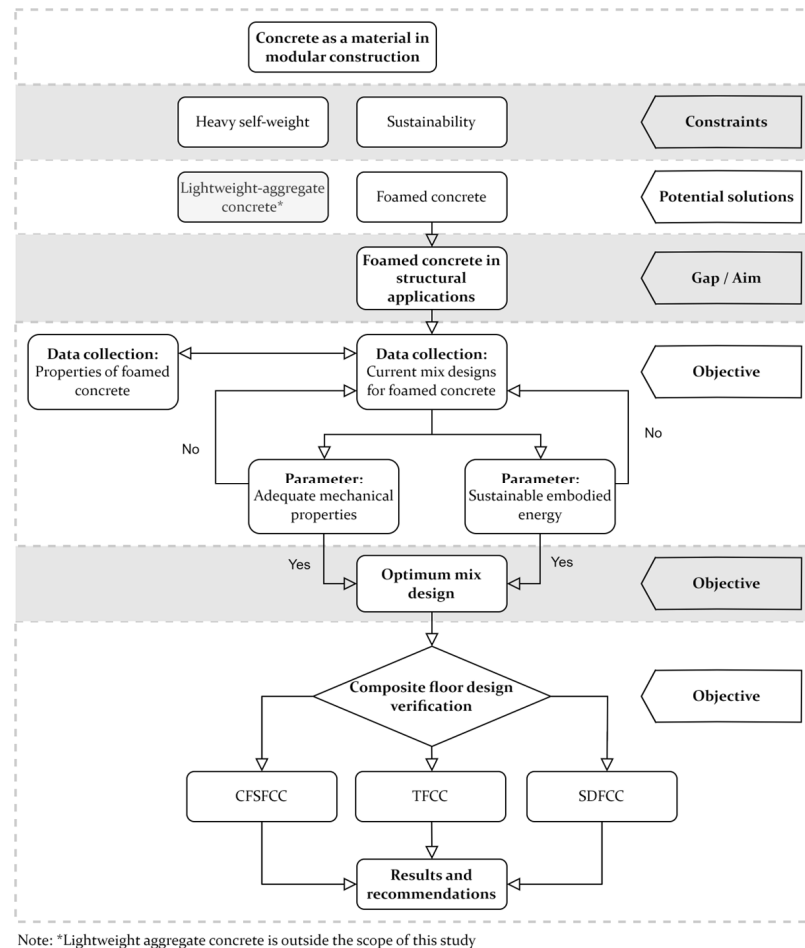 Concrete as a material in
modular construction
Heavy self-weight
Sustainability
Constraints
Lightweight-aggregate
concrete*
Foamed concrete
Potential solutions
Foamed concrete in
structural
applications
Gap / Aim
Data collection:
Properties of foamed
concrete
Data collection:
Current mix designs
for foamed concrete
Objective
No
No
Parameter:
Adequate mechanical
properties
Parameter:
Sustainable embodied
energy
Yes
Yes
Optimum mix
design
Objective
Composite floor design
verification
Objective
CFSFCC
TFCC
SDFCC
Results and
recommendations
Note: *Lightweight aggregate concrete is outside the scope of this study